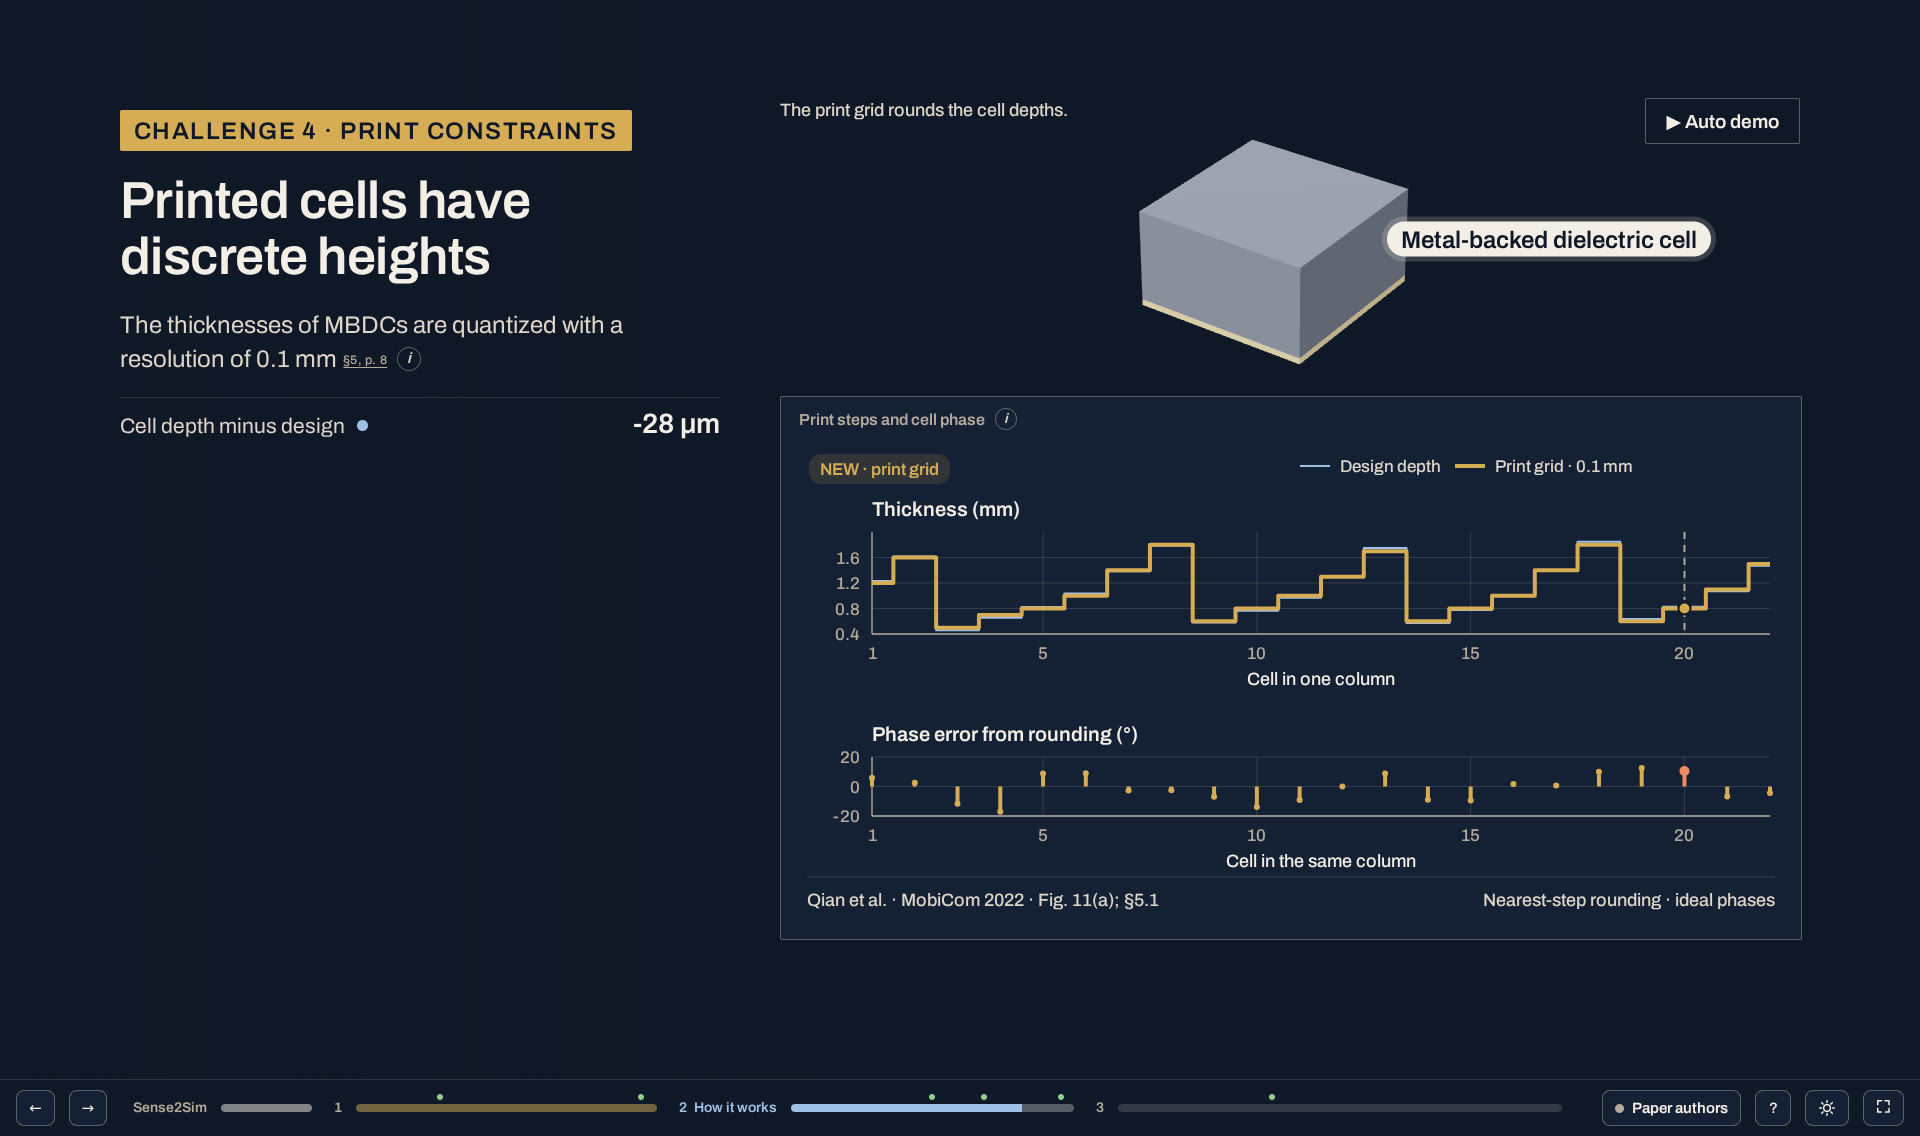 CHALLENGE 4 · PRINT CONSTRAINTS
Printed cells have
discrete heights
The thicknesses of MBDCs are quantized with a
resolution of 0.1 mm §5, p. 8 i
Cell depth minus design
-28 µm
The print grid rounds the cell depths.
▶ Auto demo
Metal-backed dielectric cell
Print steps and cell phase i
NEW · print grid
Design depth
Print grid · 0.1 mm
Thickness (mm)
1.6
1.2
0.8
0.4
1 5 10 15 20
Cell in one column
Phase error from rounding (°)
20
0
-20
1 5 10 15 20
Cell in the same column
Qian et al. · MobiCom 2022 · Fig. 11(a); §5.1
Nearest-step rounding · ideal phases
← → Sense2Sim 1 2 How it works 3 Paper authors ?